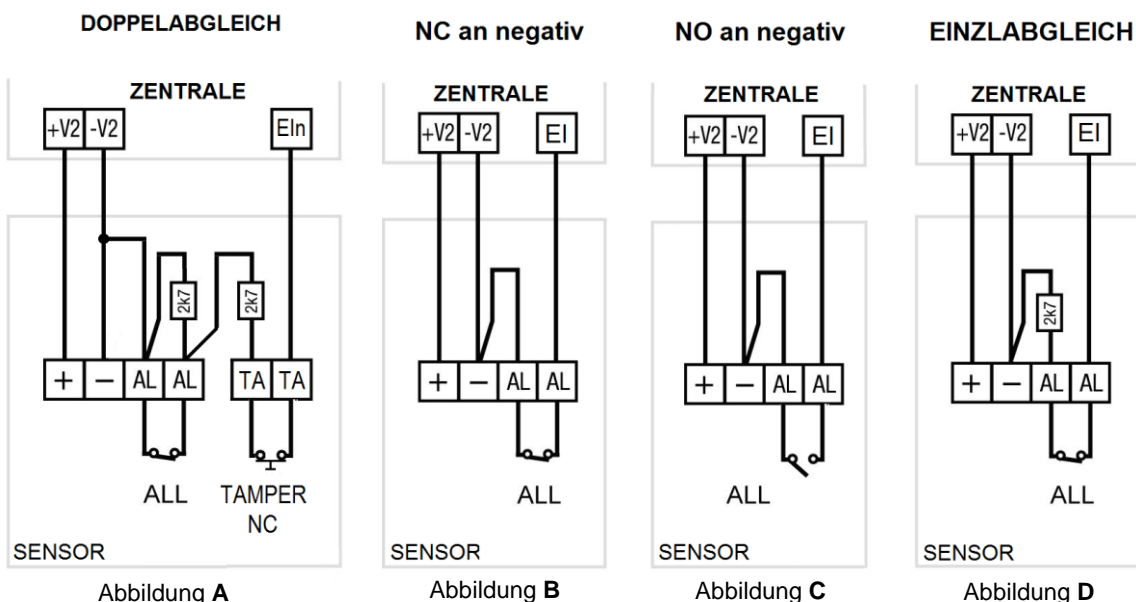 DOPPELABGLEICH
ZENTRALE
+V2 -V2 EIn
2k7 2k7
+ − AL AL TA TA
ALL TAMPER
NC
SENSOR
Abbildung A
NC an negativ
ZENTRALE
+V2 -V2 EI
+ − AL AL
ALL
SENSOR
Abbildung B
NO an negativ
ZENTRALE
+V2 -V2 EI
+ − AL AL
ALL
SENSOR
Abbildung C
EINZLABGLEICH
ZENTRALE
+V2 -V2 EI
2k7
+ − AL AL
ALL
SENSOR
Abbildung D